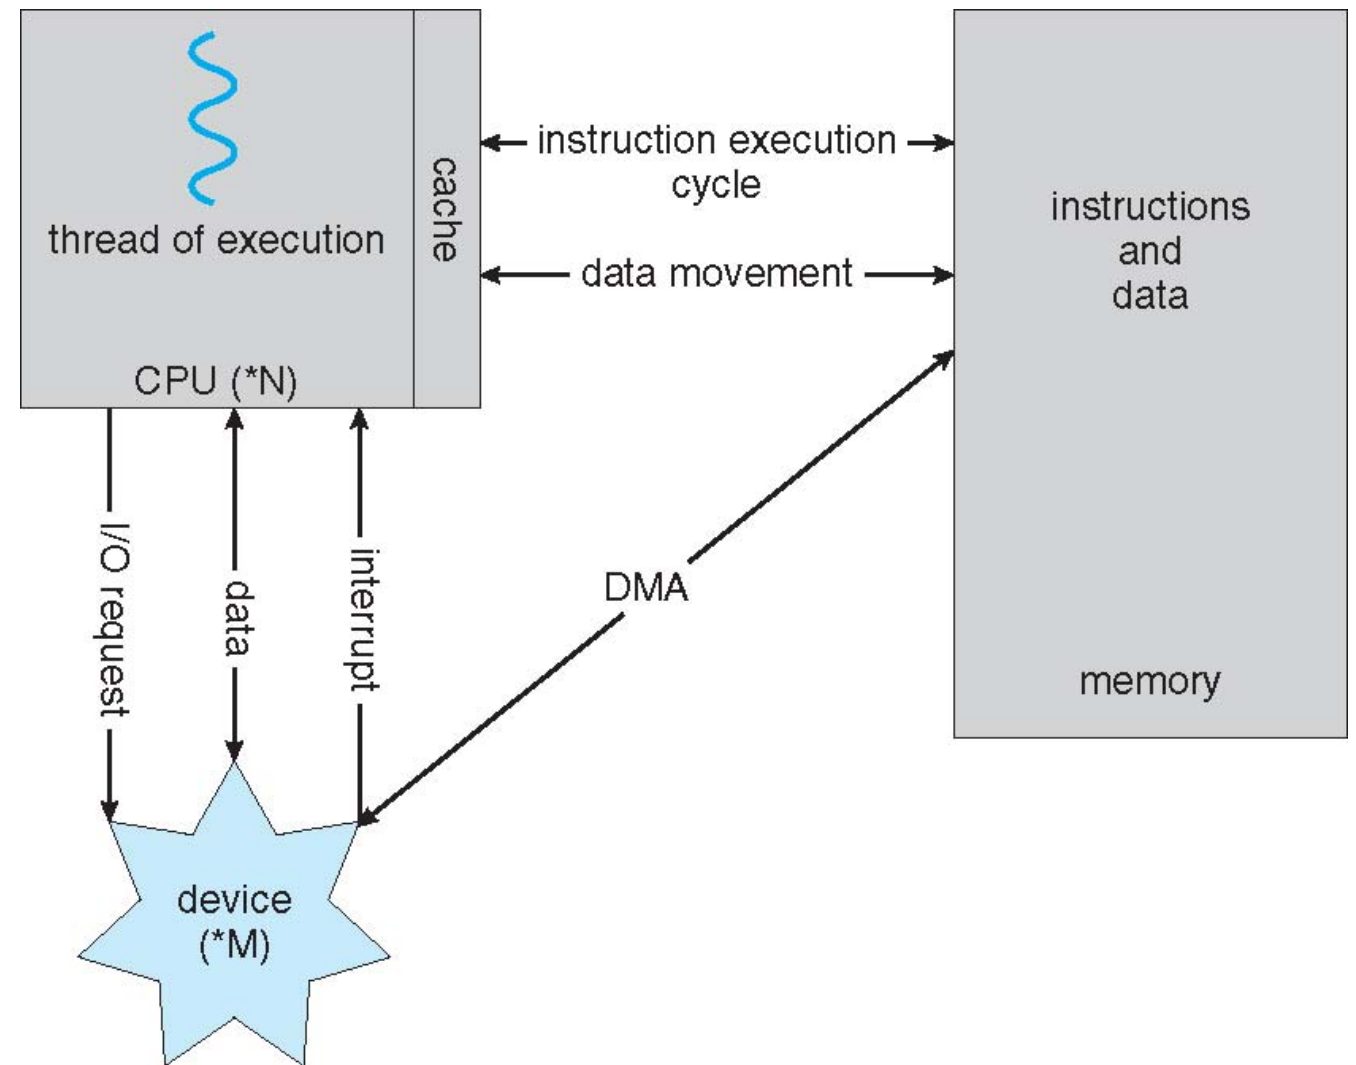 thread of execution
cache
CPU (*N)
instruction execution
cycle
data movement
instructions
and
data
memory
I/O request
data
interrupt
DMA
device
(*M)